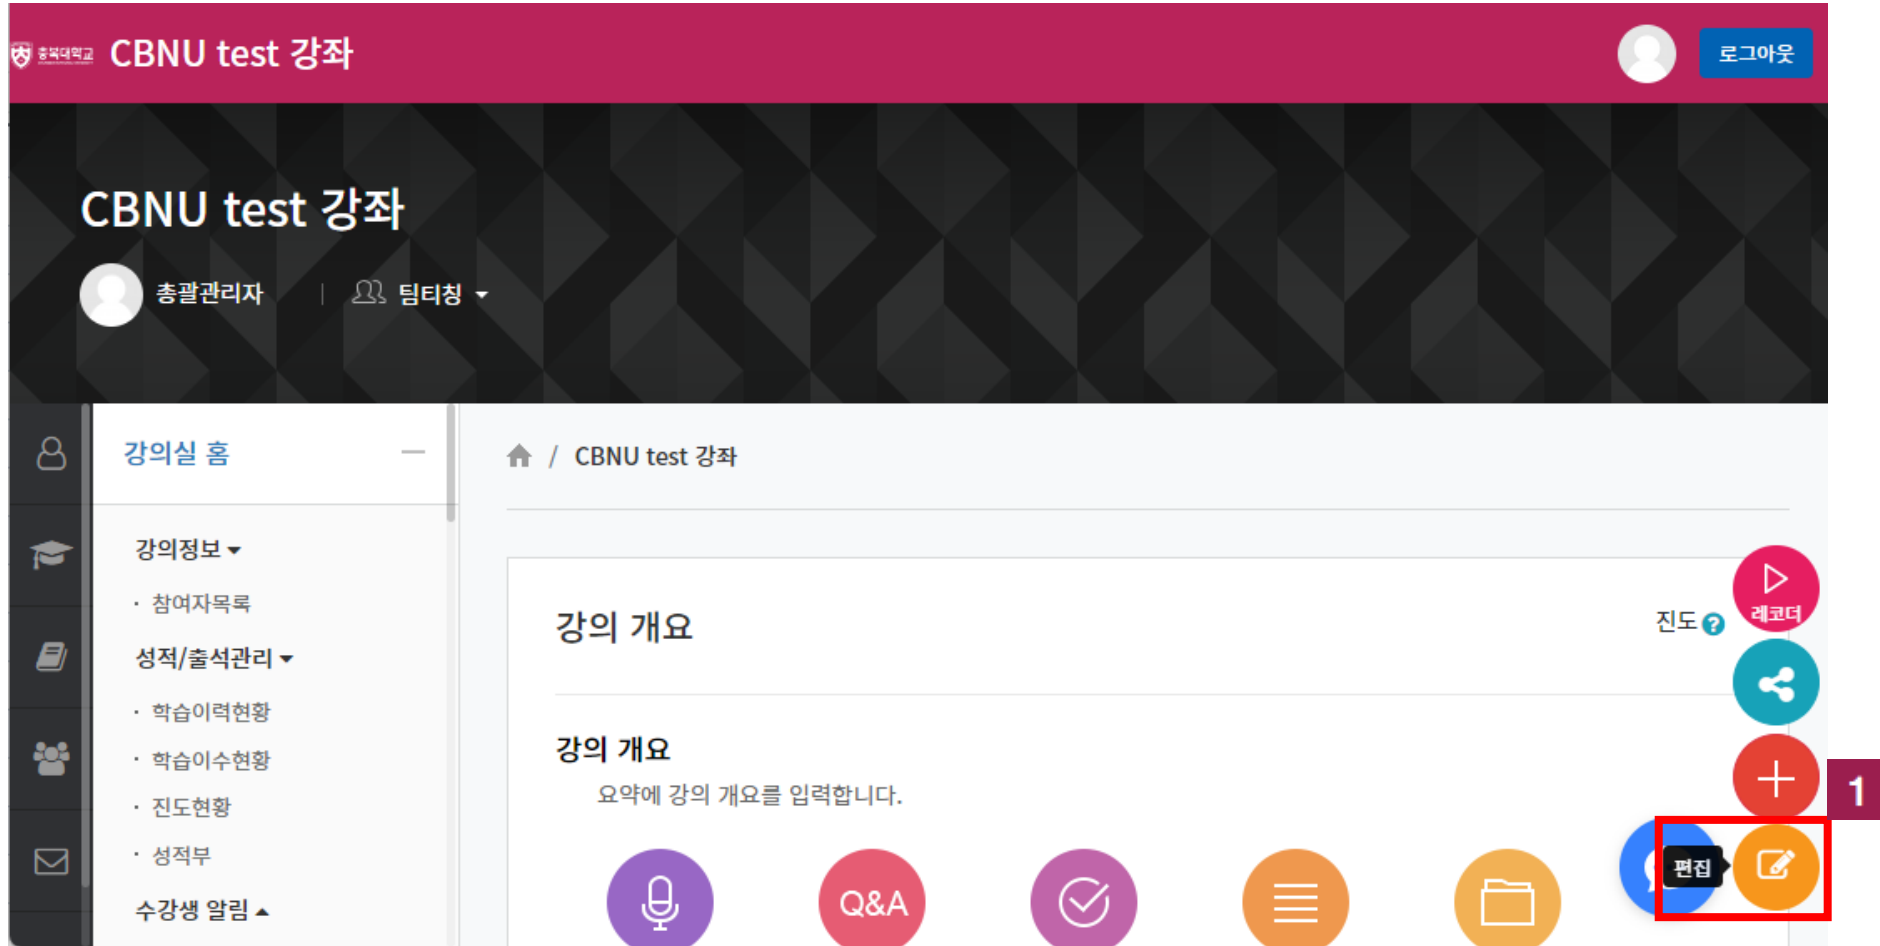 충북대학교 CBNU test 강좌
로그아웃
CBNU test 강좌
총괄관리자 | 팀티칭
강의실 홈
/ CBNU test 강좌
강의정보
· 참여자목록
성적/출석관리
· 학습이력현황
· 학습이수현황
· 진도현황
· 성적부
수강생 알림
강의 개요
진도 ?
레코더
강의 개요
요약에 강의 개요를 입력합니다.
1
편집
Q&A